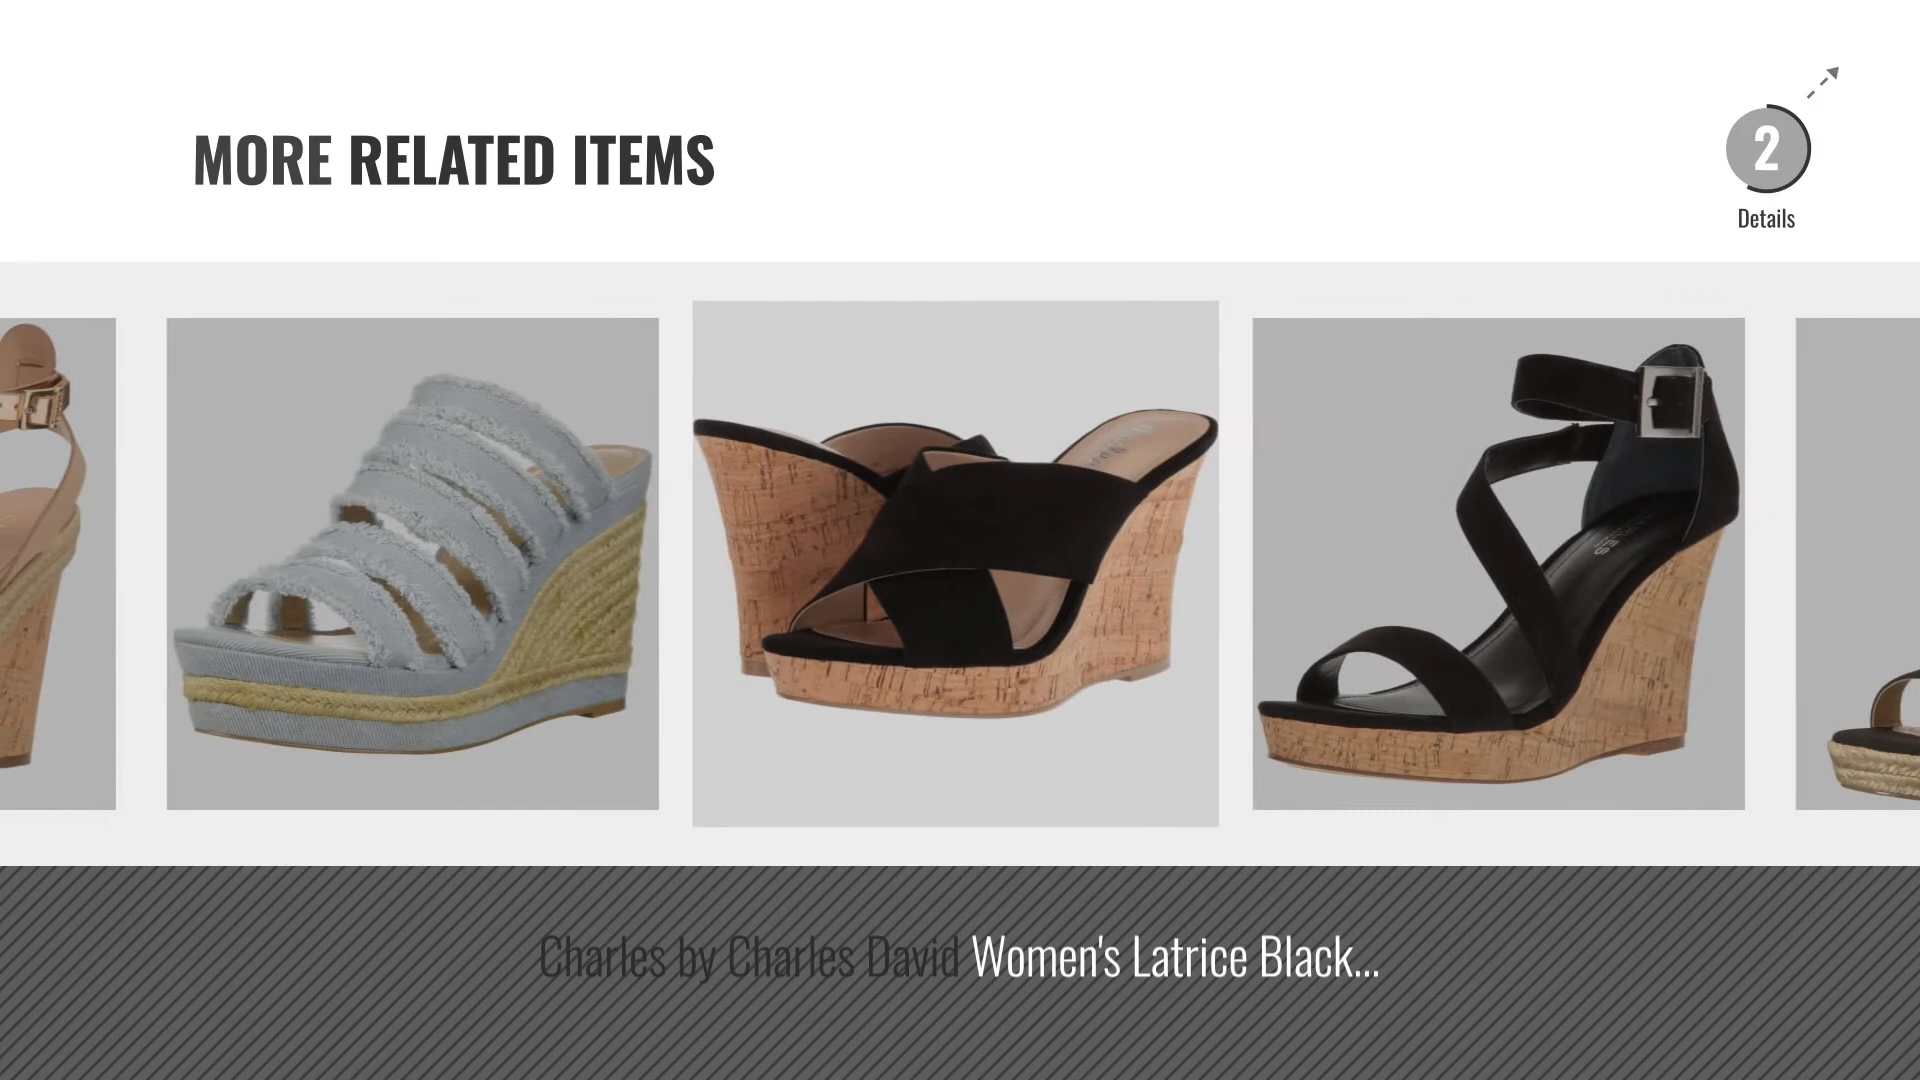 MORE RELATED ITEMS
2
Details
Charles by Charles David Women's Latrice Black...